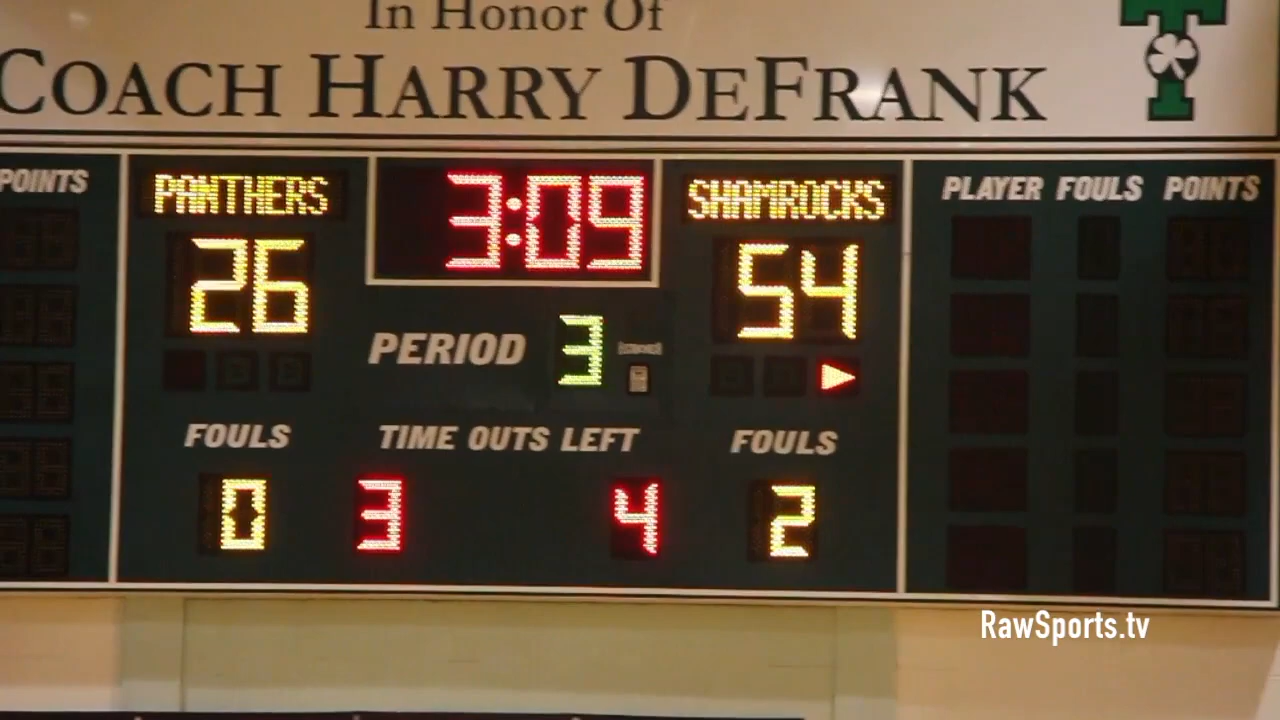 In Honor Of
COACH HARRY DEFRANK
POINTS
PANTHERS
3:09
SHAMROCKS
PLAYER FOULS POINTS
26
54
PERIOD 3
FOULS
TIME OUTS LEFT
FOULS
0
3
4
2
RawSports.tv